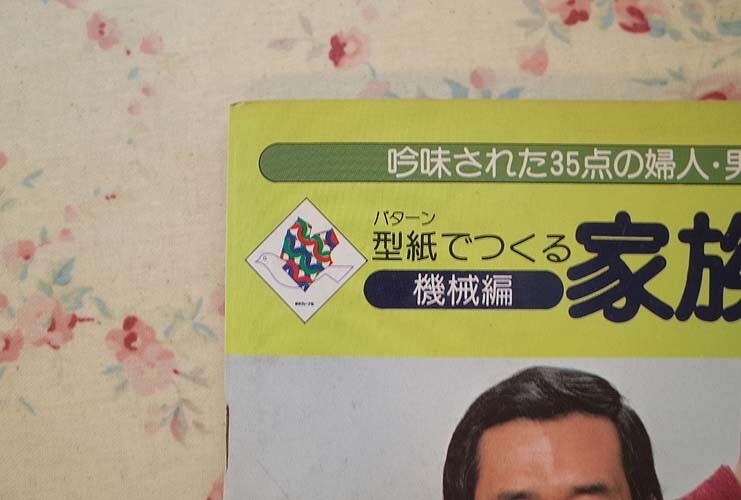 吟味された35点の婦人・男
パターン
型紙でつくる
家族
機械編